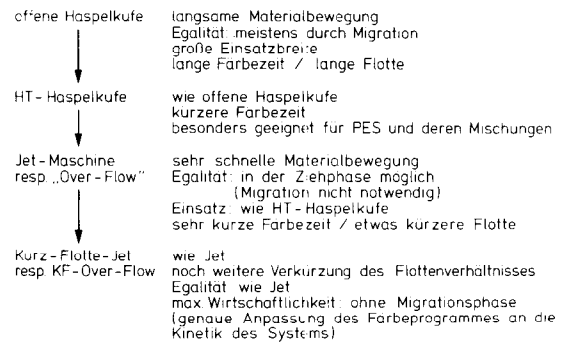 offene Haspelkufe langsame Materialbewegung
Egalität: meistens durch Migration
große Einsatzbreite
lange Färbezeit / lange Flotte
HT-Haspelkufe wie offene Haspelkufe
kürzere Färbezeit
besonders geeignet für PES und deren Mischungen
Jet-Maschine sehr schnelle Materialbewegung
resp. „Over-Flow" Egalität: in der Ziehphase möglich
(Migration nicht notwendig)
Einsatz: wie HT-Haspelkufe
sehr kurze Färbezeit / etwas kürzere Flotte
Kurz-Flotte-Jet wie Jet
resp. KF-Over-Flow noch weitere Verkürzung des Flottenverhältnisses
Egalität wie Jet
max. Wirtschaftlichkeit: ohne Migrationsphase
(genaue Anpassung des Färbeprogrammes an die
Kinetik des Systems)